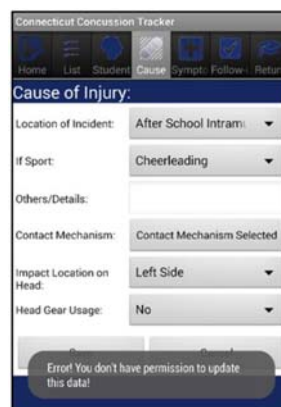 Connecticut Concussion Tracker
Home List Student Cause Sympto Follow- Return
Cause of Injury:
Location of Incident: After School Intramu
If Sport: Cheerleading
Others/Details:
Contact Mechanism: Contact Mechanism Selected
Impact Location on
Head: Left Side
Head Gear Usage: No
Error! You don't have permission to update
this data!